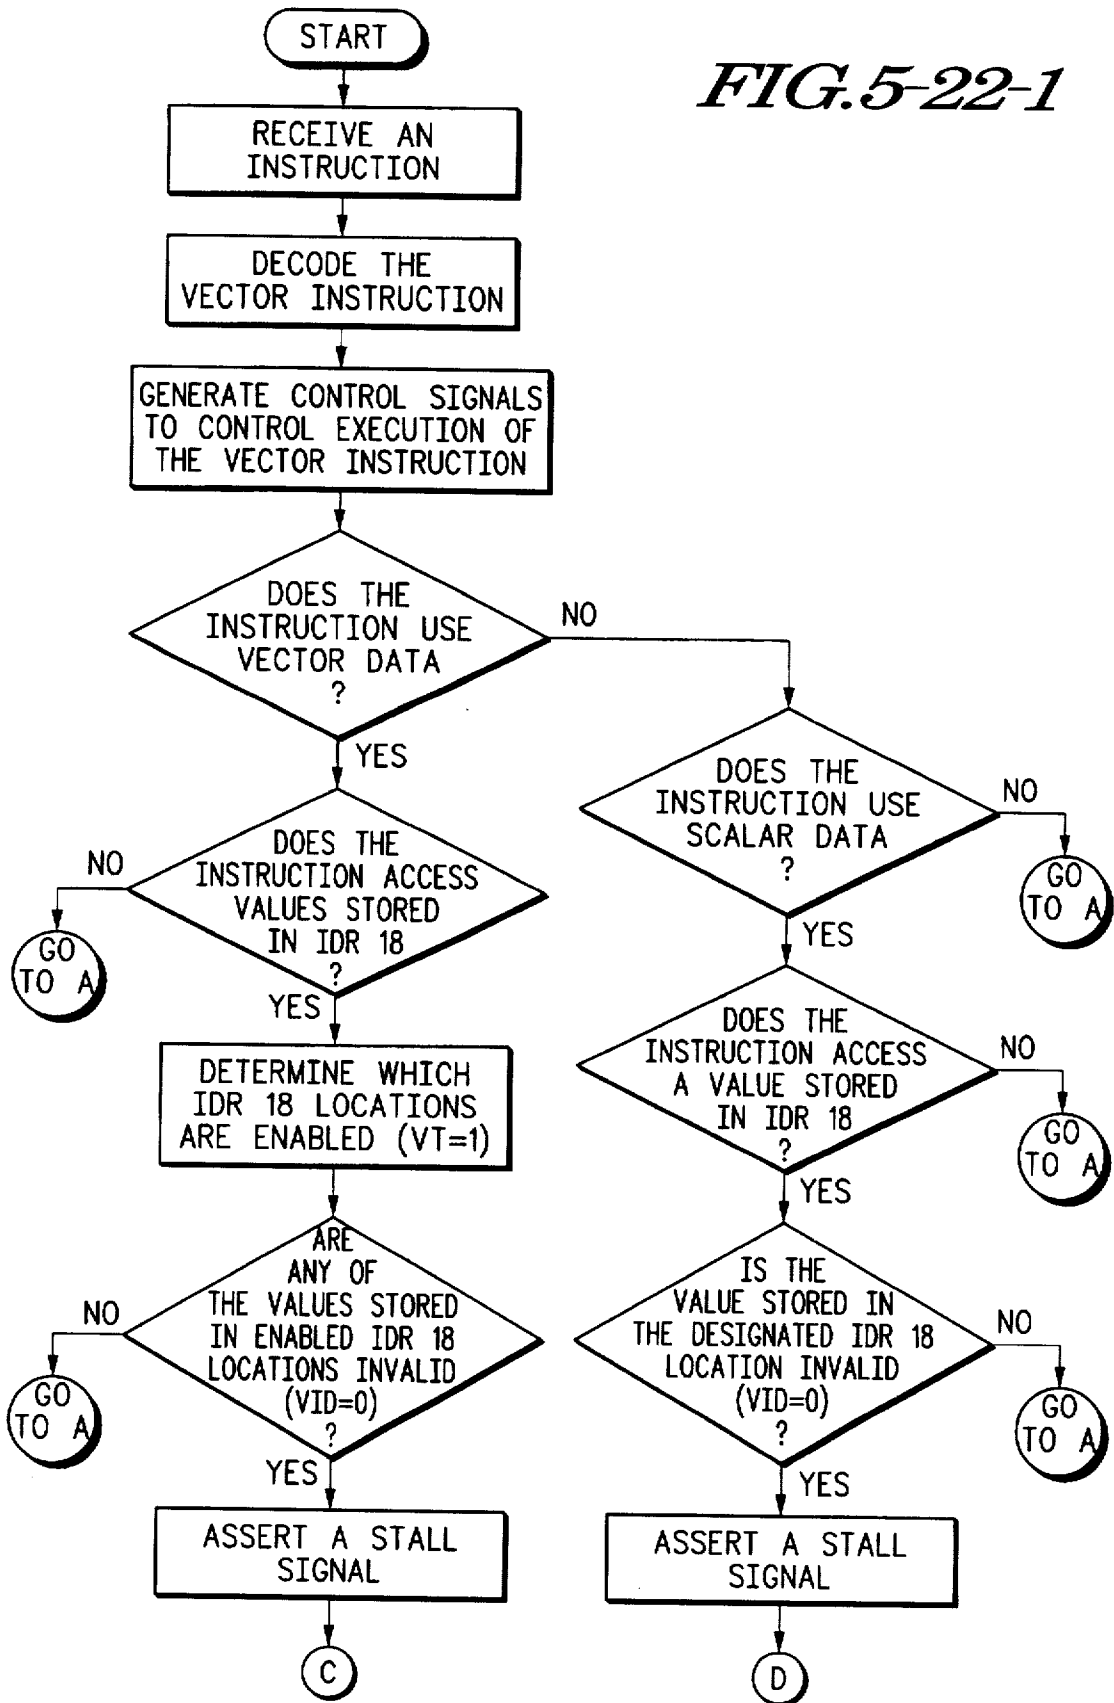 START
FIG.5-22-1
RECEIVE AN
INSTRUCTION
DECODE THE
VECTOR INSTRUCTION
GENERATE CONTROL SIGNALS
TO CONTROL EXECUTION OF
THE VECTOR INSTRUCTION
DOES THE
INSTRUCTION USE
VECTOR DATA
?
NO
YES
DOES THE
INSTRUCTION USE
SCALAR DATA
?
NO
GO
TO A
YES
DOES THE
INSTRUCTION ACCESS
VALUES STORED
IN IDR 18
?
NO
GO
TO A
YES
DOES THE
INSTRUCTION ACCESS
A VALUE STORED
IN IDR 18
?
NO
GO
TO A
YES
DETERMINE WHICH
IDR 18 LOCATIONS
ARE ENABLED (VT=1)
ARE
ANY OF
THE VALUES STORED
IN ENABLED IDR 18
LOCATIONS INVALID
(VID=0)
?
NO
GO
TO A
YES
IS THE
VALUE STORED IN
THE DESIGNATED IDR 18
LOCATION INVALID
(VID=0)
?
NO
GO
TO A
YES
ASSERT A STALL
SIGNAL
ASSERT A STALL
SIGNAL
C
D